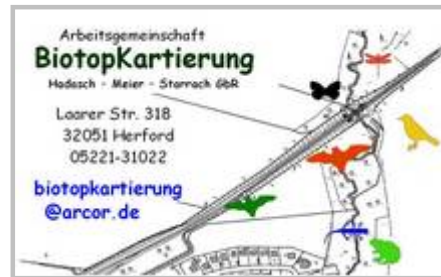 Arbeitsgemeinschaft
BiotopKartierung
Hadasch - Meier - Starrach GbR
Laarer Str. 318
32051 Herford
05221-31022
biotopkartierung
@arcor.de